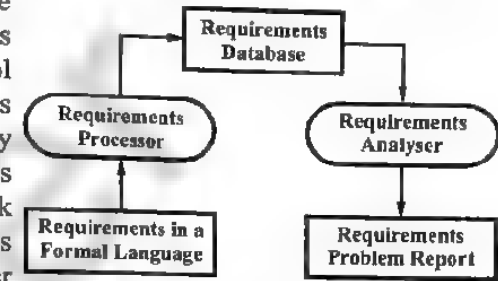 Requirements
Database
Requirements
Processor
Requirements
Analyser
Requirements in a
Formal Language
Requirements
Problem Report